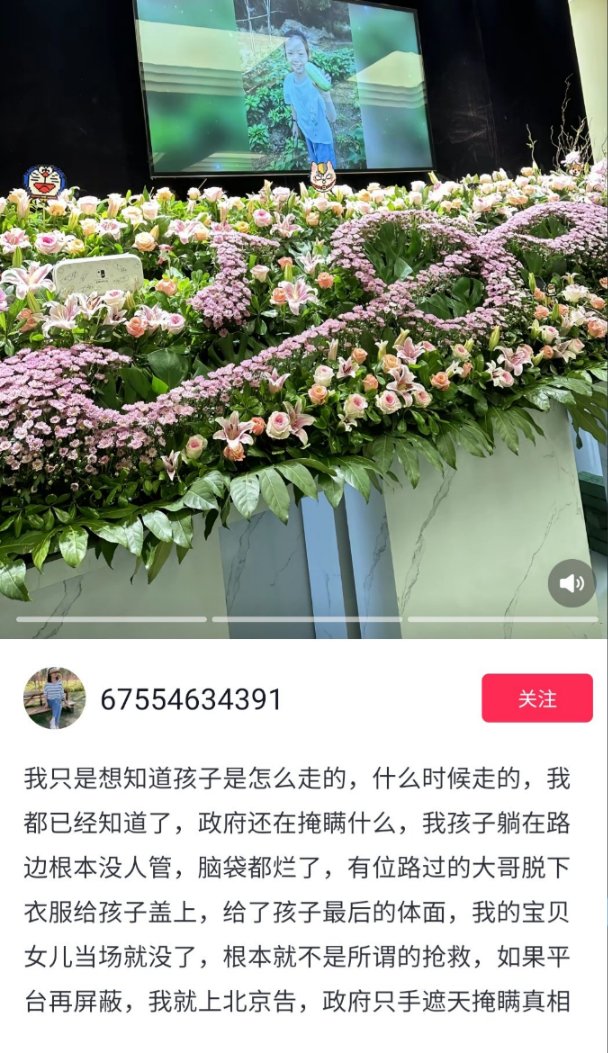 67554634391
关注
我只是想知道孩子是怎么走的，什么时候走的，我
都已经知道了，政府还在掩瞒什么，我孩子躺在路
边根本没人管，脑袋都烂了，有位路过的大哥脱下
衣服给孩子盖上，给了孩子最后的体面，我的宝贝
女儿当场就没了，根本就不是所谓的抢救，如果平
台再屏蔽，我就上北京告，政府只手遮天掩瞒真相